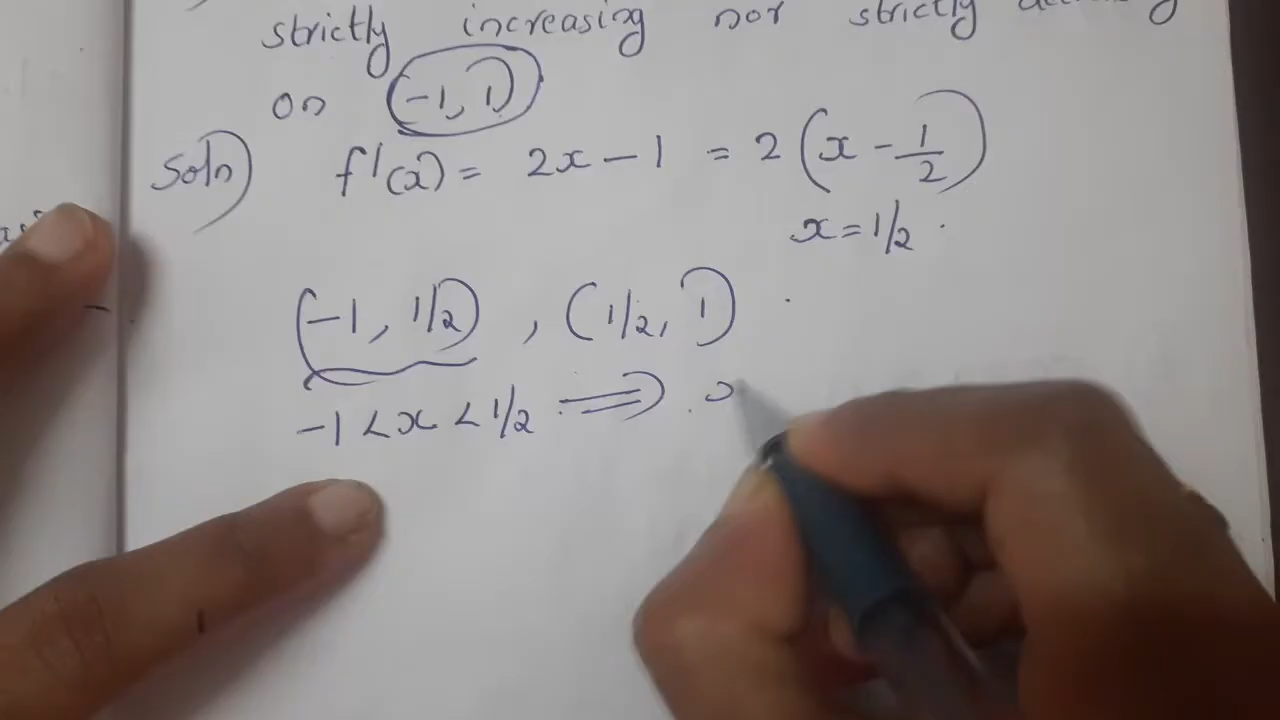 strictly increasing nor strictly
on (-1, 1)
Soln) f'(x) = 2x - 1 = 2(x - 1/2)
x = 1/2 .
(-1, 1/2) , (1/2, 1) .
-1 < x < 1/2 ⟹